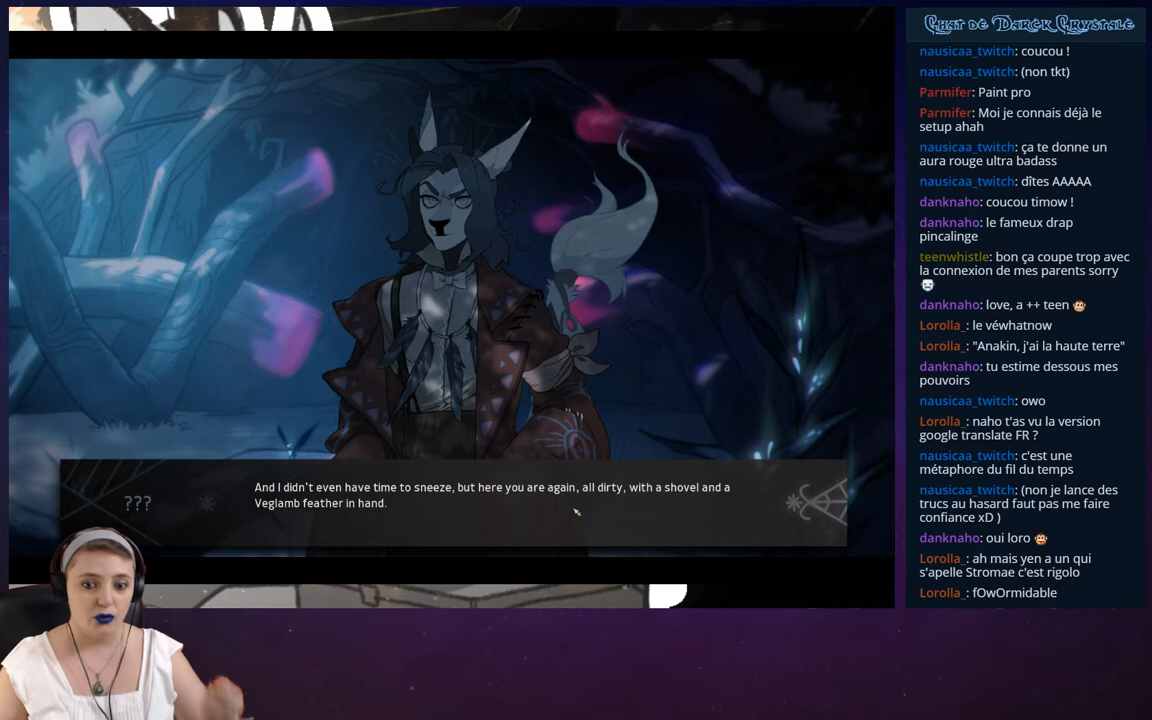 Chat de Darck Crystale
nausicaa_twitch: coucou !
nausicaa_twitch: (non tkt)
Parmifer: Paint pro
Parmifer: Moi je connais déjà le
setup ahah
nausicaa_twitch: ça te donne un
aura rouge ultra badass
nausicaa_twitch: dîtes AAAAA
danknaho: coucou timow !
danknaho: le fameux drap
pincalinge
teenwhistle: bon ça coupe trop avec
la connexion de mes parents sorry
danknaho: love, a ++ teen
Lorolla_: le véwhatnow
Lorolla_: "Anakin, j'ai la haute terre"
danknaho: tu estime dessous mes
pouvoirs
nausicaa_twitch: owo
Lorolla_: naho t'as vu la version
google translate FR ?
nausicaa_twitch: c'est une
métaphore du fil du temps
nausicaa_twitch: (non je lance des
trucs au hasard faut pas me faire
confiance xD )
danknaho: oui loro
Lorolla_: ah mais yen a un qui
s'apelle Stromae c'est rigolo
Lorolla_: fOwOrmidable
???
And I didn't even have time to sneeze, but here you are again, all dirty, with a shovel and a
Veglamb feather in hand.